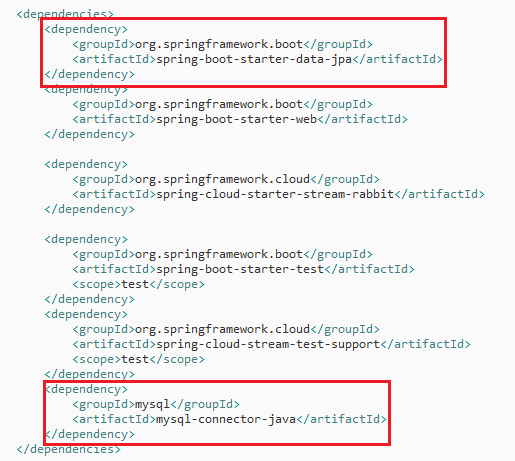 <dependencies>
<dependency>
<groupId>org.springframework.boot</groupId>
<artifactId>spring-boot-starter-data-jpa</artifactId>
</dependency>
<dependency>
<groupId>org.springframework.boot</groupId>
<artifactId>spring-boot-starter-web</artifactId>
</dependency>
<dependency>
<groupId>org.springframework.cloud</groupId>
<artifactId>spring-cloud-starter-stream-rabbit</artifactId>
</dependency>
<dependency>
<groupId>org.springframework.boot</groupId>
<artifactId>spring-boot-starter-test</artifactId>
<scope>test</scope>
</dependency>
<dependency>
<groupId>org.springframework.cloud</groupId>
<artifactId>spring-cloud-stream-test-support</artifactId>
<scope>test</scope>
</dependency>
<dependency>
<groupId>mysql</groupId>
<artifactId>mysql-connector-java</artifactId>
</dependency>
</dependencies>